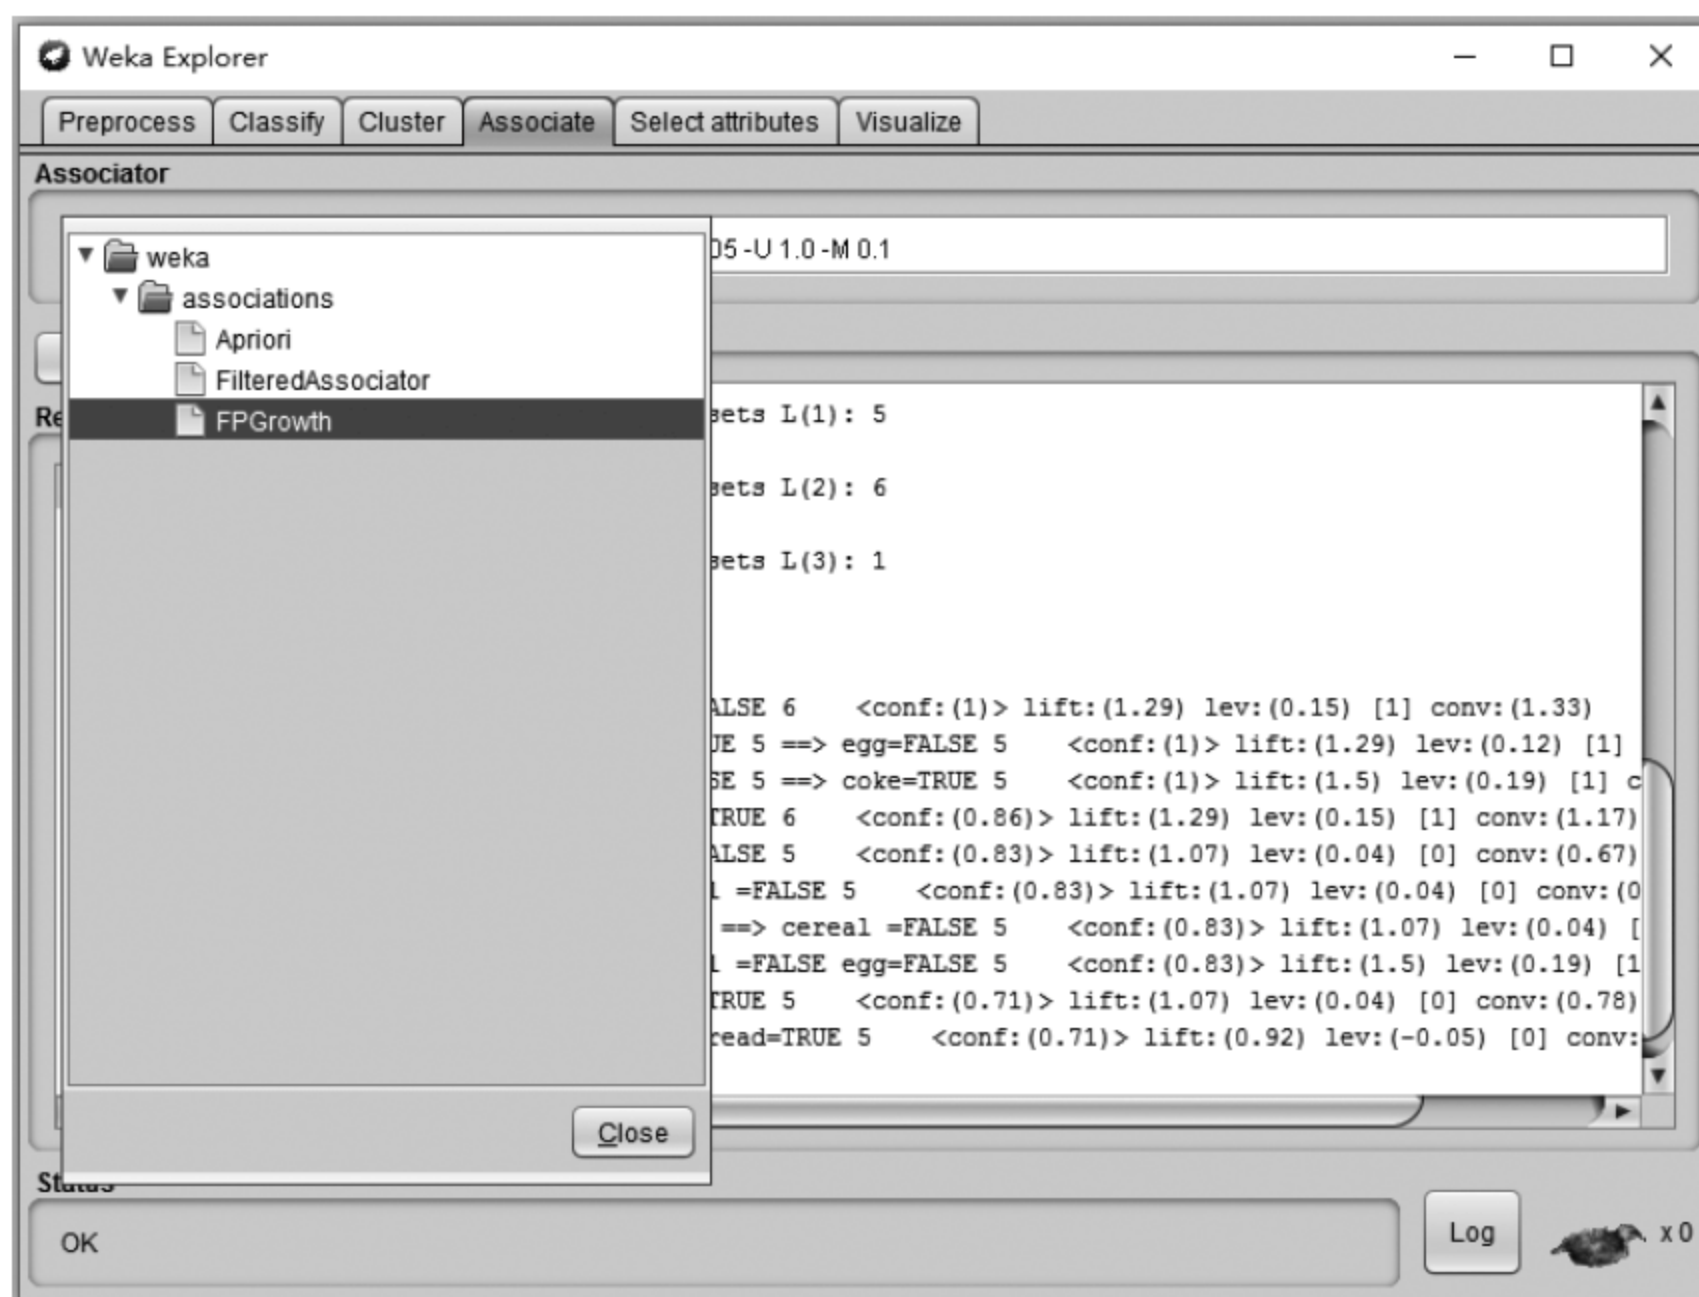 Weka Explorer
Preprocess Classify Cluster Associate Select attributes Visualize
Associator
05 -U 1.0 -M 0.1
weka
associations
Apriori
FilteredAssociator
FPGrowth
sets L(1): 5
sets L(2): 6
sets L(3): 1
ALSE 6 <conf:(1)> lift:(1.29) lev:(0.15) [1] conv:(1.33)
UE 5 ==> egg=FALSE 5 <conf:(1)> lift:(1.29) lev:(0.12) [1]
SE 5 ==> coke=TRUE 5 <conf:(1)> lift:(1.5) lev:(0.19) [1] c
TRUE 6 <conf:(0.86)> lift:(1.29) lev:(0.15) [1] conv:(1.17)
ALSE 5 <conf:(0.83)> lift:(1.07) lev:(0.04) [0] conv:(0.67)
l =FALSE 5 <conf:(0.83)> lift:(1.07) lev:(0.04) [0] conv:(0
==> cereal =FALSE 5 <conf:(0.83)> lift:(1.07) lev:(0.04) [
l =FALSE egg=FALSE 5 <conf:(0.83)> lift:(1.5) lev:(0.19) [1
TRUE 5 <conf:(0.71)> lift:(1.07) lev:(0.04) [0] conv:(0.78)
read=TRUE 5 <conf:(0.71)> lift:(0.92) lev:(-0.05) [0] conv:
Close
Status
OK
Log
x 0